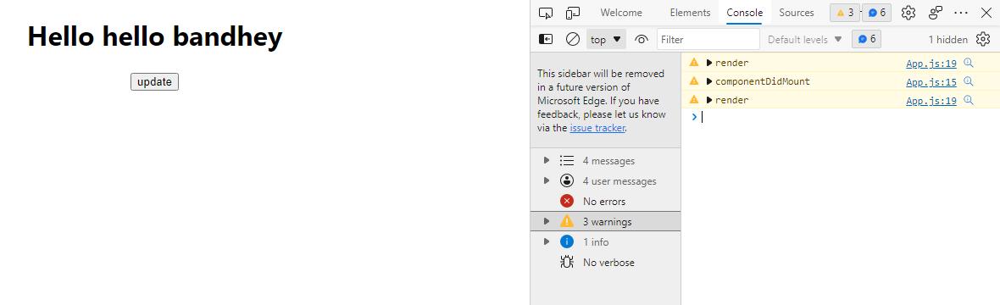 Hello hello bandhey
update
Welcome Elements Console Sources 3 6
top Filter Default levels 6 1 hidden
This sidebar will be removed
in a future version of
Microsoft Edge. If you have
feedback, please let us know
via the issue tracker.
4 messages
4 user messages
No errors
3 warnings
1 info
No verbose
render App.js:19
componentDidMount App.js:15
render App.js:19